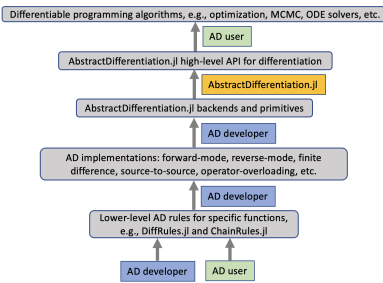 Differentiable programming algorithms, e.g., optimization, MCMC, ODE solvers, etc.
AD user
AbstractDifferentiation.jl high-level API for differentiation
AbstractDifferentiation.jl
AbstractDifferentiation.jl backends and primitives
AD developer
AD implementations: forward-mode, reverse-mode, finite
difference, source-to-source, operator-overloading, etc.
AD developer
Lower-level AD rules for specific functions,
e.g., DiffRules.jl and ChainRules.jl
AD developer
AD user